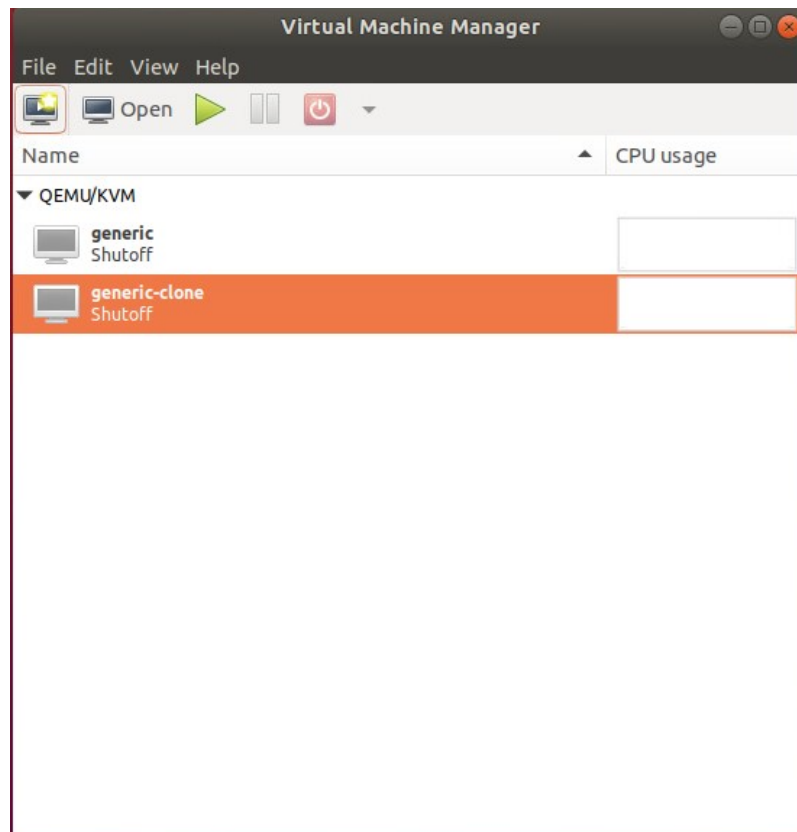 Virtual Machine Manager
File Edit View Help
Open
Name CPU usage
QEMU/KVM
generic
Shutoff
generic-clone
Shutoff